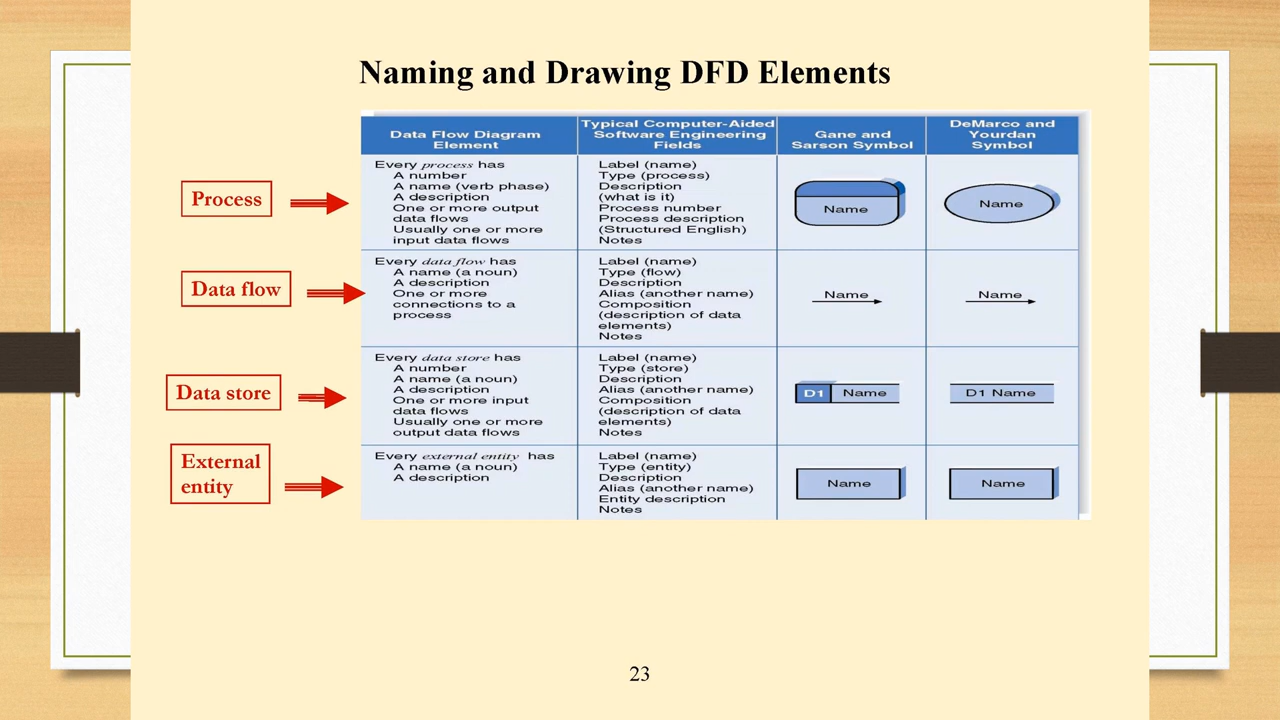 Naming and Drawing DFD Elements
Data Flow Diagram
Element
Typical Computer-Aided
Software Engineering
Fields
Gane and
Sarson Symbol
DeMarco and
Yourdan
Symbol
Process
Every process has
A number
A name (verb phase)
A description
One or more output
data flows
Usually one or more
input data flows
Label (name)
Type (process)
Description
(what is it)
Process number
Process description
(Structured English)
Notes
Name
Name
Data flow
Every data flow has
A name (a noun)
A description
One or more
connections to a
process
Label (name)
Type (flow)
Description
Alias (another name)
Composition
(description of data
elements)
Notes
Name
Name
Data store
Every data store has
A number
A name (a noun)
A description
One or more input
data flows
Usually one or more
output data flows
Label (name)
Type (store)
Description
Alias (another name)
Composition
(description of data
elements)
Notes
D1 Name
D1 Name
External
entity
Every external entity has
A name (a noun)
A description
Label (name)
Type (entity)
Description
Alias (another name)
Entity description
Notes
Name
Name
23